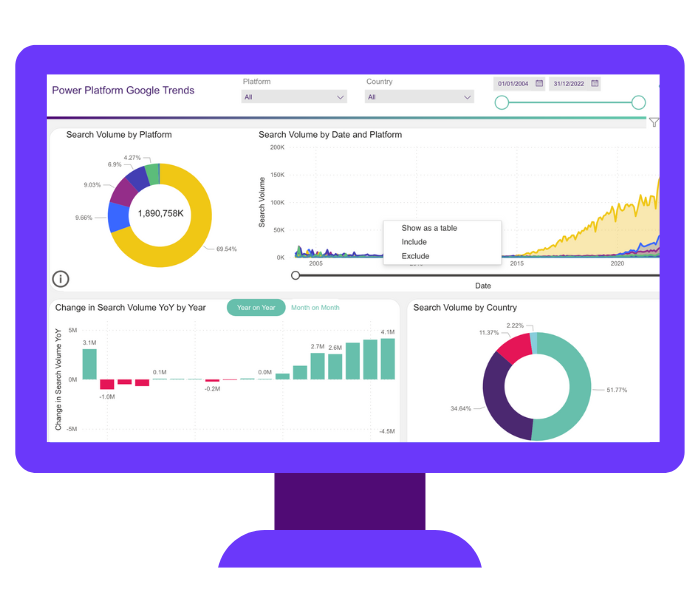 Power Platform Google Trends
Platform
All
Country
All
01/01/2004
31/12/2022
Search Volume by Platform
4.27%
6.9%
9.03%
9.68%
1,890,758K
69.54%
Search Volume by Date and Platform
Search Volume
200K
150K
100K
50K
0K
2005
2015
2020
Date
Show as a table
Include
Exclude
Change in Search Volume YoY by Year
Year on Year
Month on Month
Change in Search Volume YoY
5M
0M
-5M
3.1M
-1.0M
0.1M
-0.2M
0.0M
2.7M
2.6M
4.1M
-4.5M
Search Volume by Country
2.22%
11.37%
34.64%
51.77%